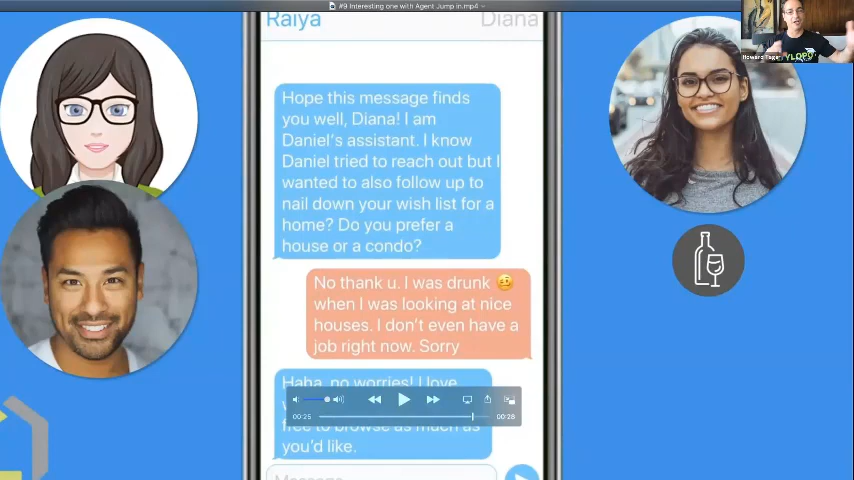 #9 Interesting one with Agent Jump in.mp4
Raiya
Diana
Hope this message finds
you well, Diana! I am
Daniel's assistant. I know
Daniel tried to reach out but I
wanted to also follow up to
nail down your wish list for a
home? Do you prefer a
house or a condo?
No thank u. I was drunk 🥴
when I was looking at nice
houses. I don't even have a
job right now. Sorry
Haha, no worries! I love
free to browse as much as
you'd like.
00:25
00:28
Message
YLOPO